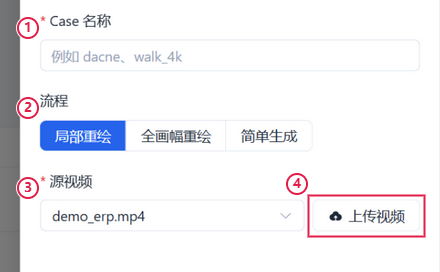 ① * Case 名称
例如 dacne、walk_4k
② 流程
局部重绘 全画幅重绘 简单生成
③ * 源视频 ④
demo_erp.mp4 上传视频